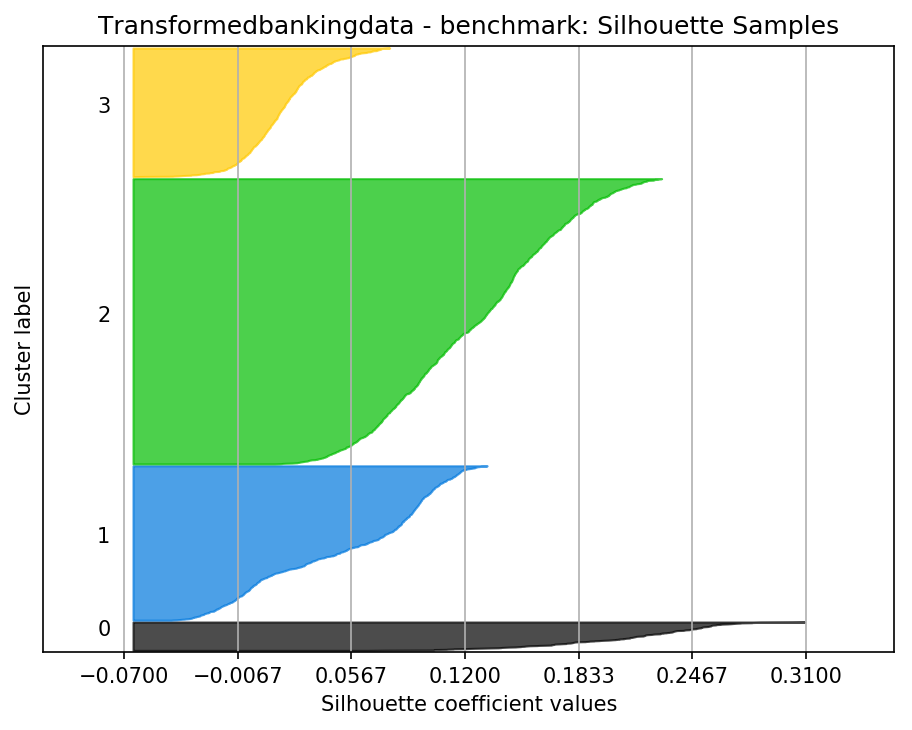 Transformedbankingdata - benchmark: Silhouette Samples
3
2
1
0
Cluster label
−0.0700 −0.0067 0.0567 0.1200 0.1833 0.2467 0.3100
Silhouette coefficient values